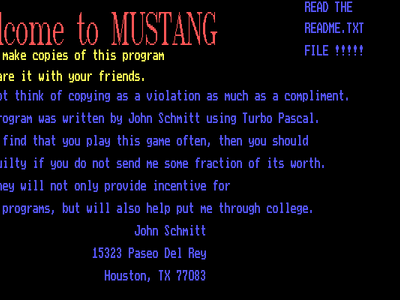 lcome to MUSTANG
READ THE
README.TXT
FILE !!!!!
make copies of this program
are it with your friends.
ot think of copying as a violation as much as a compliment.
rogram was written by John Schmitt using Turbo Pascal.
find that you play this game often, then you should
uilty if you do not send me some fraction of its worth.
ney will not only provide incentive for
programs, but will also help put me through college.
John Schmitt
15323 Paseo Del Rey
Houston, TX 77083